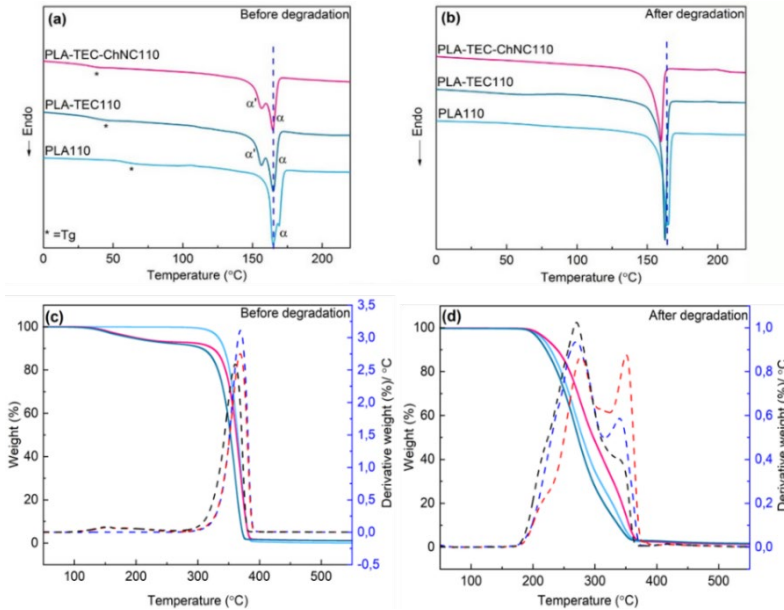 (a)
Before degradation
PLA-TEC-ChNC110
*
α'
α
PLA-TEC110
*
α'
α
PLA110
*
α
* =Tg
← Endo
0 50 100 150 200
Temperature (°C)
(b)
After degradation
PLA-TEC-ChNC110
PLA-TEC110
PLA110
← Endo
0 50 100 150 200
Temperature (°C)
(c)
Before degradation
100
80
60
40
20
0
Weight (%)
3,5
3,0
2,5
2,0
1,5
1,0
0,5
0,0
-0,5
Derivative weight (%)/ °C
100 200 300 400 500
Temperature (°C)
(d)
After degradation
100
80
60
40
20
0
Weight (%)
1,0
0,8
0,6
0,4
0,2
0,0
Derivative weight (%)/ °C
100 200 300 400 500
Temperature (°C)